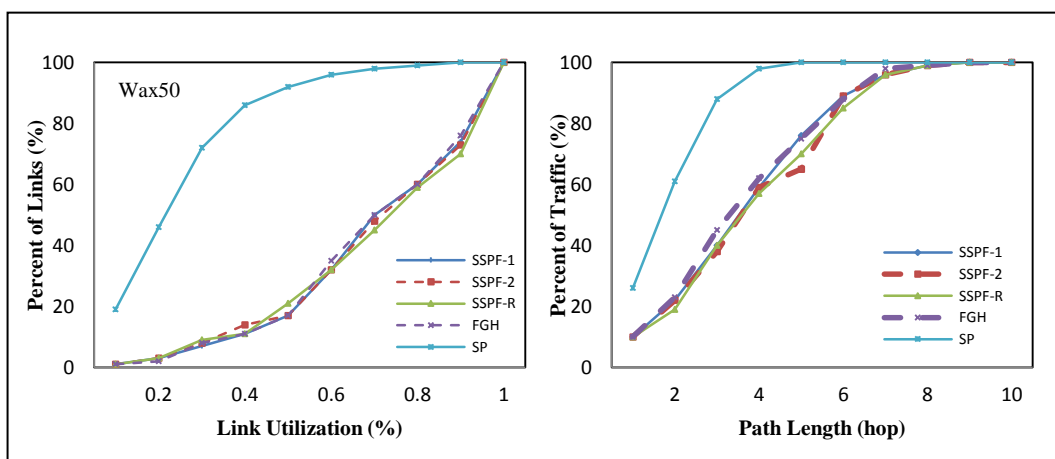 Wax50
Percent of Links (%)
100
80
60
40
20
0
0.2 0.4 0.6 0.8 1
Link Utilization (%)
SSPF-1
SSPF-2
SSPF-R
FGH
SP
Percent of Traffic (%)
100
80
60
40
20
0
2 4 6 8 10
Path Length (hop)
SSPF-1
SSPF-2
SSPF-R
FGH
SP